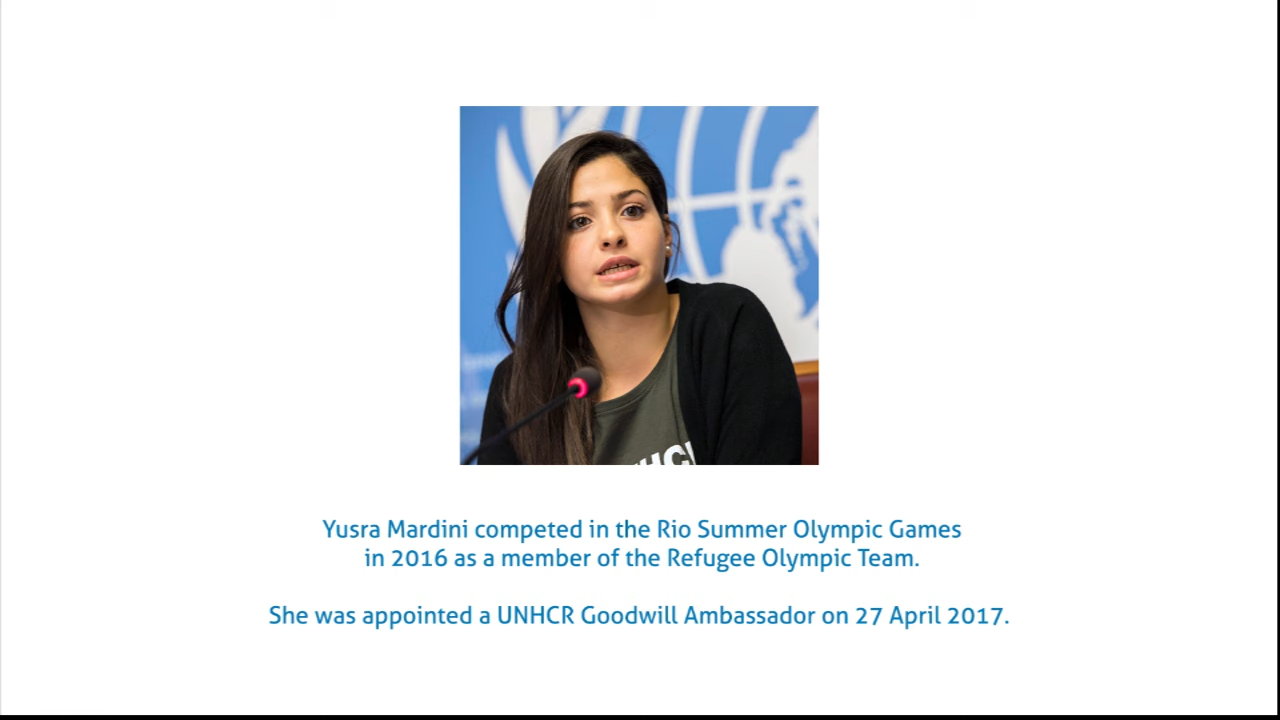 Yusra Mardini competed in the Rio Summer Olympic Games
in 2016 as a member of the Refugee Olympic Team.
She was appointed a UNHCR Goodwill Ambassador on 27 April 2017.